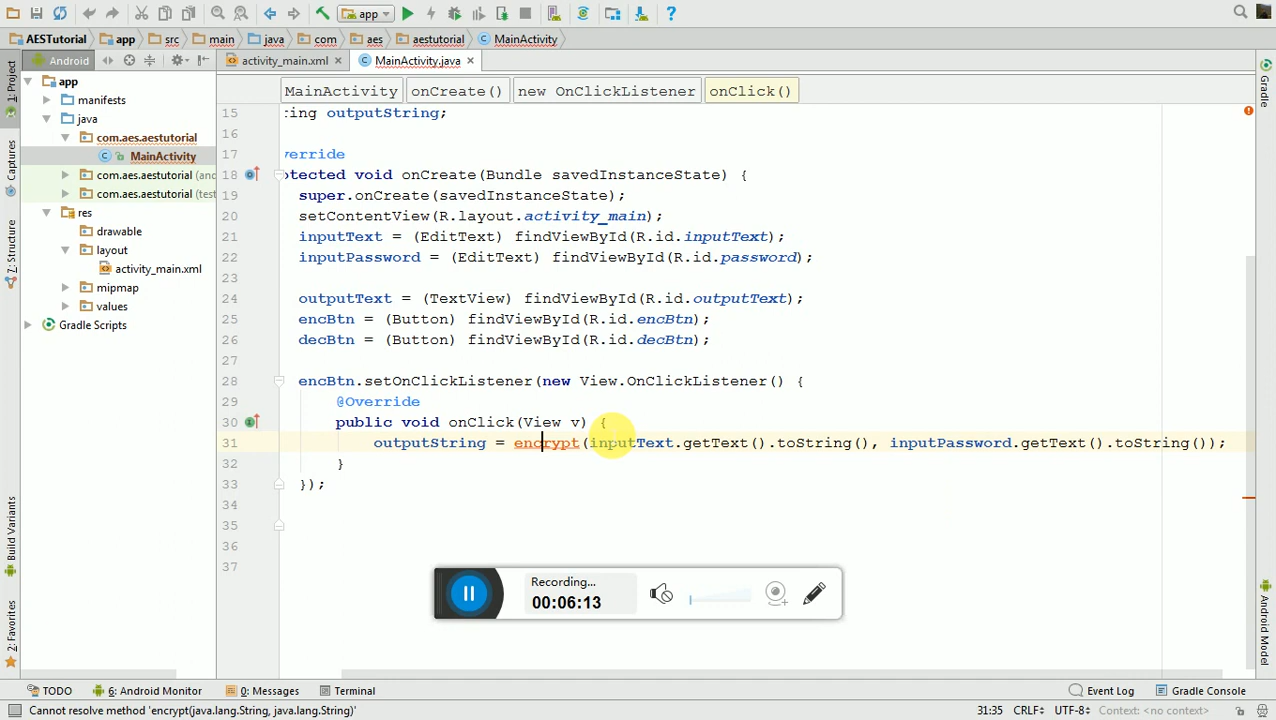 app
AESTutorial app src main java com aes aestutorial MainActivity
Android activity_main.xml MainActivity.java
MainActivity onCreate() new OnClickListener onClick()
1: Project
Captures
7: Structure
Build Variants
2: Favorites
app
manifests
java
com.aes.aestutorial
MainActivity
com.aes.aestutorial (and
com.aes.aestutorial (test
res
drawable
layout
activity_main.xml
mipmap
values
Gradle Scripts
15 ing outputString;
16
17 verride
18 otected void onCreate(Bundle savedInstanceState) {
19 super.onCreate(savedInstanceState);
20 setContentView(R.layout.activity_main);
21 inputText = (EditText) findViewById(R.id.inputText);
22 inputPassword = (EditText) findViewById(R.id.password);
23
24 outputText = (TextView) findViewById(R.id.outputText);
25 encBtn = (Button) findViewById(R.id.encBtn);
26 decBtn = (Button) findViewById(R.id.decBtn);
27
28 encBtn.setOnClickListener(new View.OnClickListener() {
29 @Override
30 public void onClick(View v) {
31 outputString = encrypt(inputText.getText().toString(), inputPassword.getText().toString());
32 }
33 });
34
35
36
37
Recording...
00:06:13
Gradle
Android Model
TODO 6: Android Monitor 0: Messages Terminal Event Log Gradle Console
Cannot resolve method 'encrypt(java.lang.String, java.lang.String)' 31:35 CRLF UTF-8 Context: <no context>